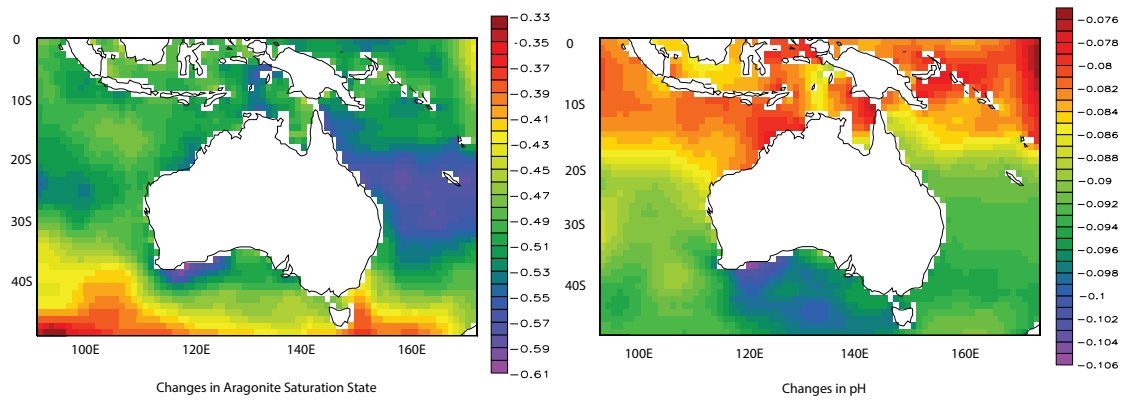 0
10S
20S
30S
40S
100E
120E
140E
160E
-0.33
-0.35
-0.37
-0.39
-0.41
-0.43
-0.45
-0.47
-0.49
-0.51
-0.53
-0.55
-0.57
-0.59
-0.61
Changes in Aragonite Saturation State
0
10S
20S
30S
40S
100E
120E
140E
160E
-0.076
-0.078
-0.08
-0.082
-0.084
-0.086
-0.088
-0.09
-0.092
-0.094
-0.096
-0.098
-0.1
-0.102
-0.104
-0.106
Changes in pH